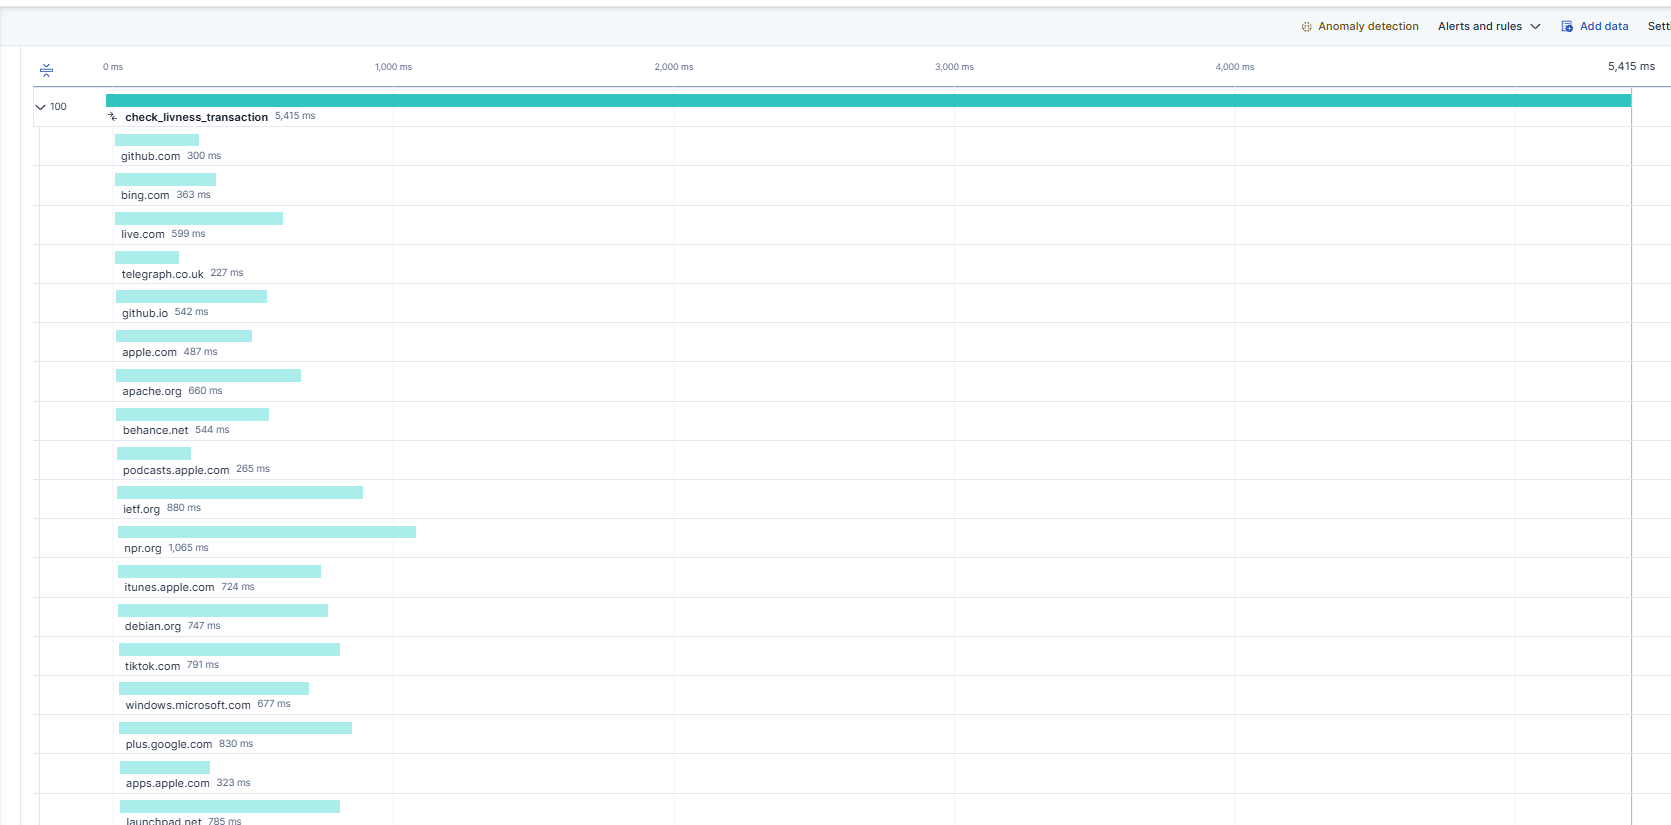 Anomaly detection Alerts and rules Add data Setti
0 ms 1,000 ms 2,000 ms 3,000 ms 4,000 ms 5,415 ms
100
check_livness_transaction 5,415 ms
github.com 300 ms
bing.com 363 ms
live.com 599 ms
telegraph.co.uk 227 ms
github.io 542 ms
apple.com 487 ms
apache.org 660 ms
behance.net 544 ms
podcasts.apple.com 265 ms
ietf.org 880 ms
npr.org 1,065 ms
itunes.apple.com 724 ms
debian.org 747 ms
tiktok.com 791 ms
windows.microsoft.com 677 ms
plus.google.com 830 ms
apps.apple.com 323 ms
launchpad.net 785 ms